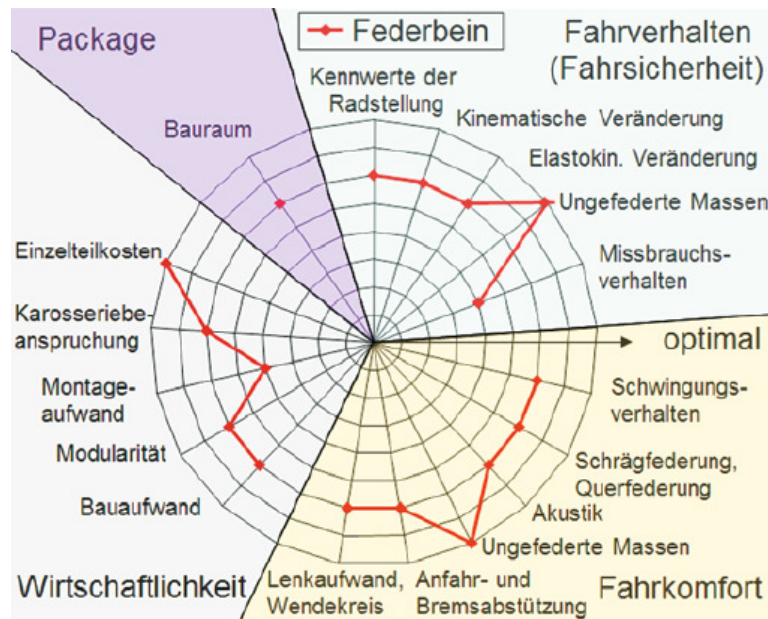 Package
Federbein
Fahrverhalten
(Fahrsicherheit)
Kennwerte der
Radstellung
Kinematische Veränderung
Bauraum
Elastokin. Veränderung
Ungefederte Massen
Missbrauchs-
verhalten
Einzelteilkosten
Karosseriebe-
anspruchung
optimal
Montage-
aufwand
Schwingungs-
verhalten
Modularität
Schrägfederung,
Querfederung
Bauaufwand
Akustik
Ungefederte Massen
Wirtschaftlichkeit
Lenkaufwand,
Wendekreis
Anfahr- und
Bremsabstützung
Fahrkomfort